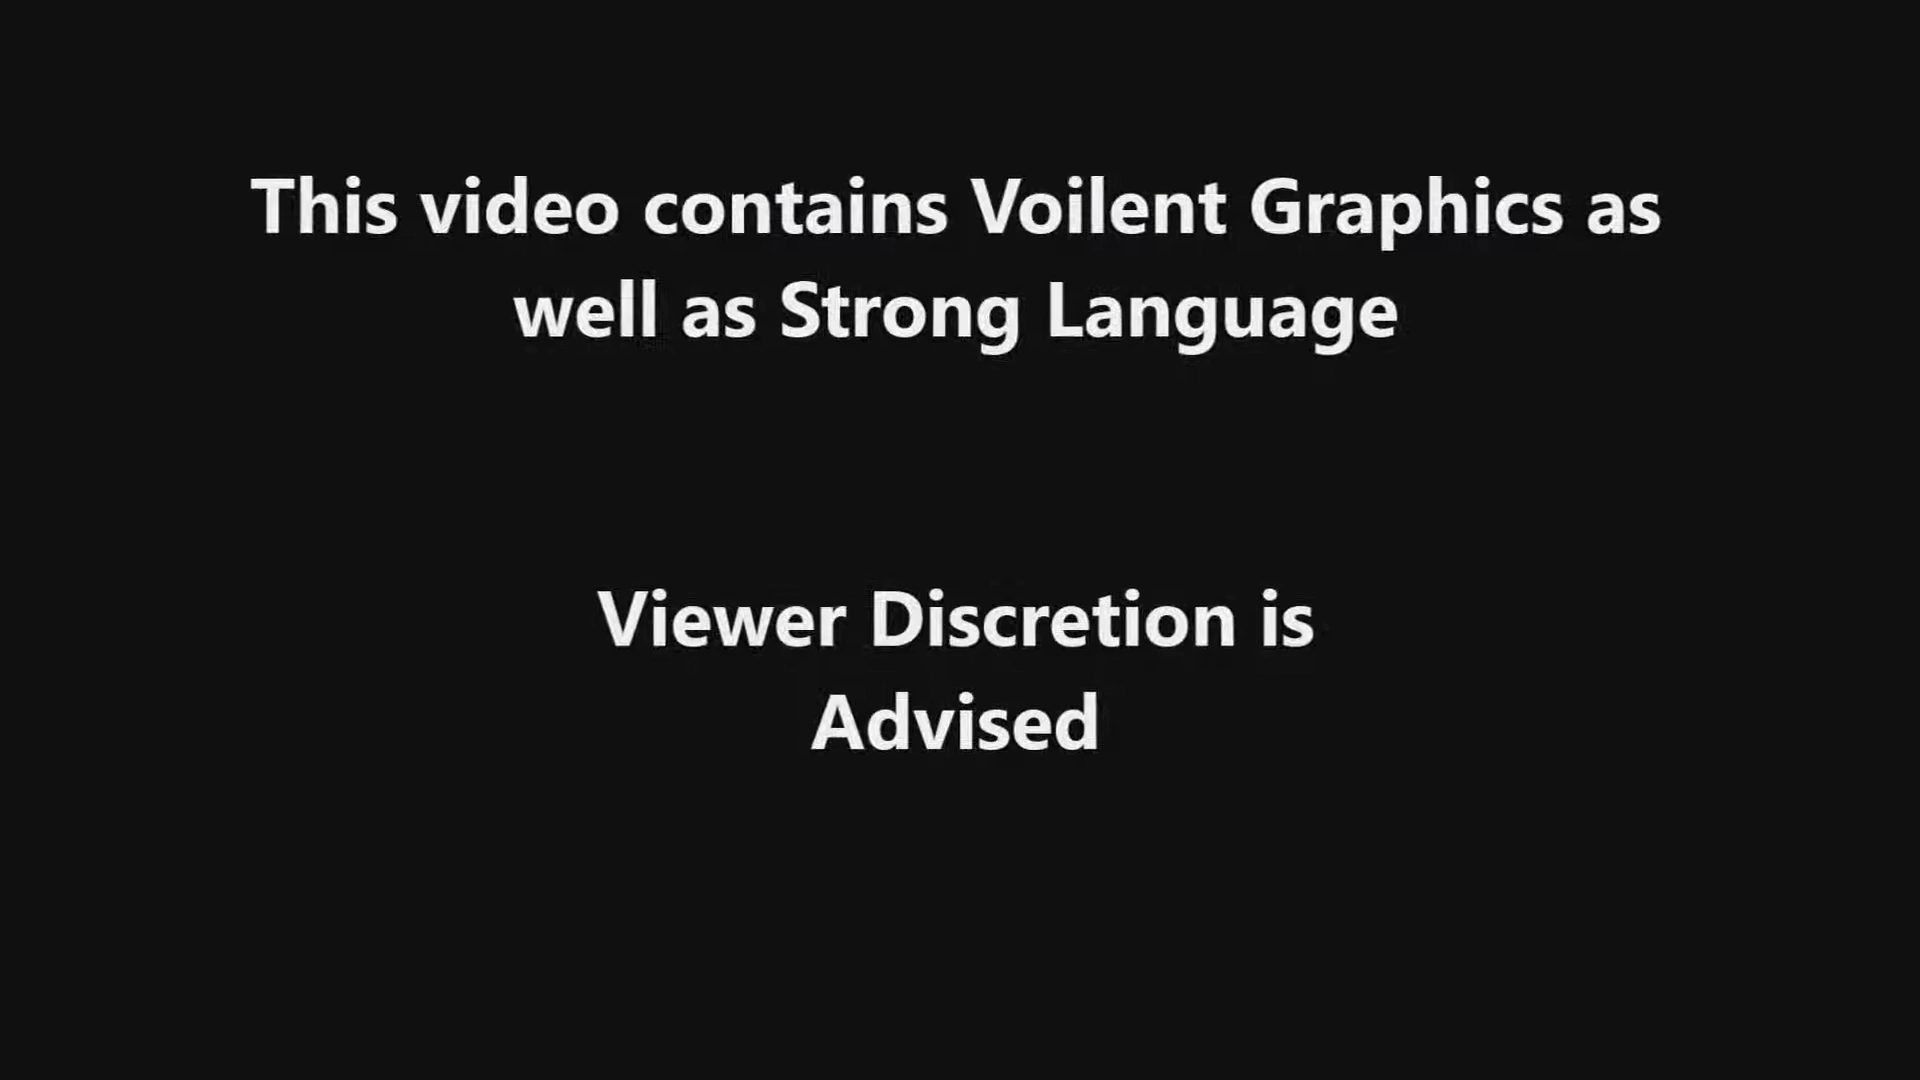 This video contains Voilent Graphics as
well as Strong Language
Viewer Discretion is
Advised